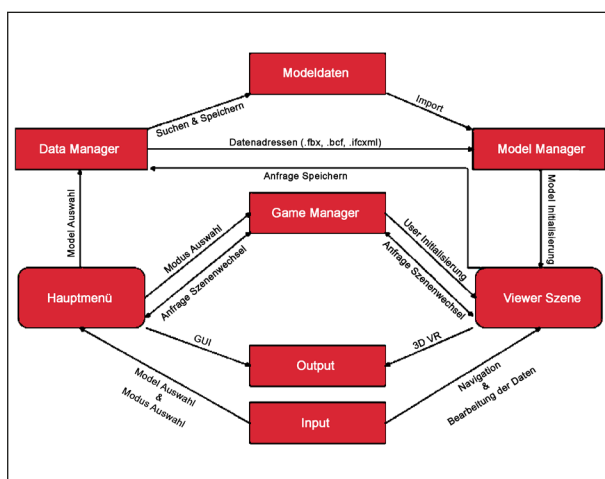 Modeldaten
Suchen & Speichern
Import
Data Manager
Datenadressen (.fbx, .bcf, .ifcxml)
Model Manager
Anfrage Speichern
Model Auswahl
Game Manager
Model Initialisierung
Modus Auswahl
User Initialisierung
Anfrage Szenenwechsel
Anfrage Szenenwechsel
Hauptmenü
Viewer Szene
GUI
3D VR
Output
Model Auswahl
&
Modus Auswahl
Input
Navigation
&
Bearbeitung der Daten